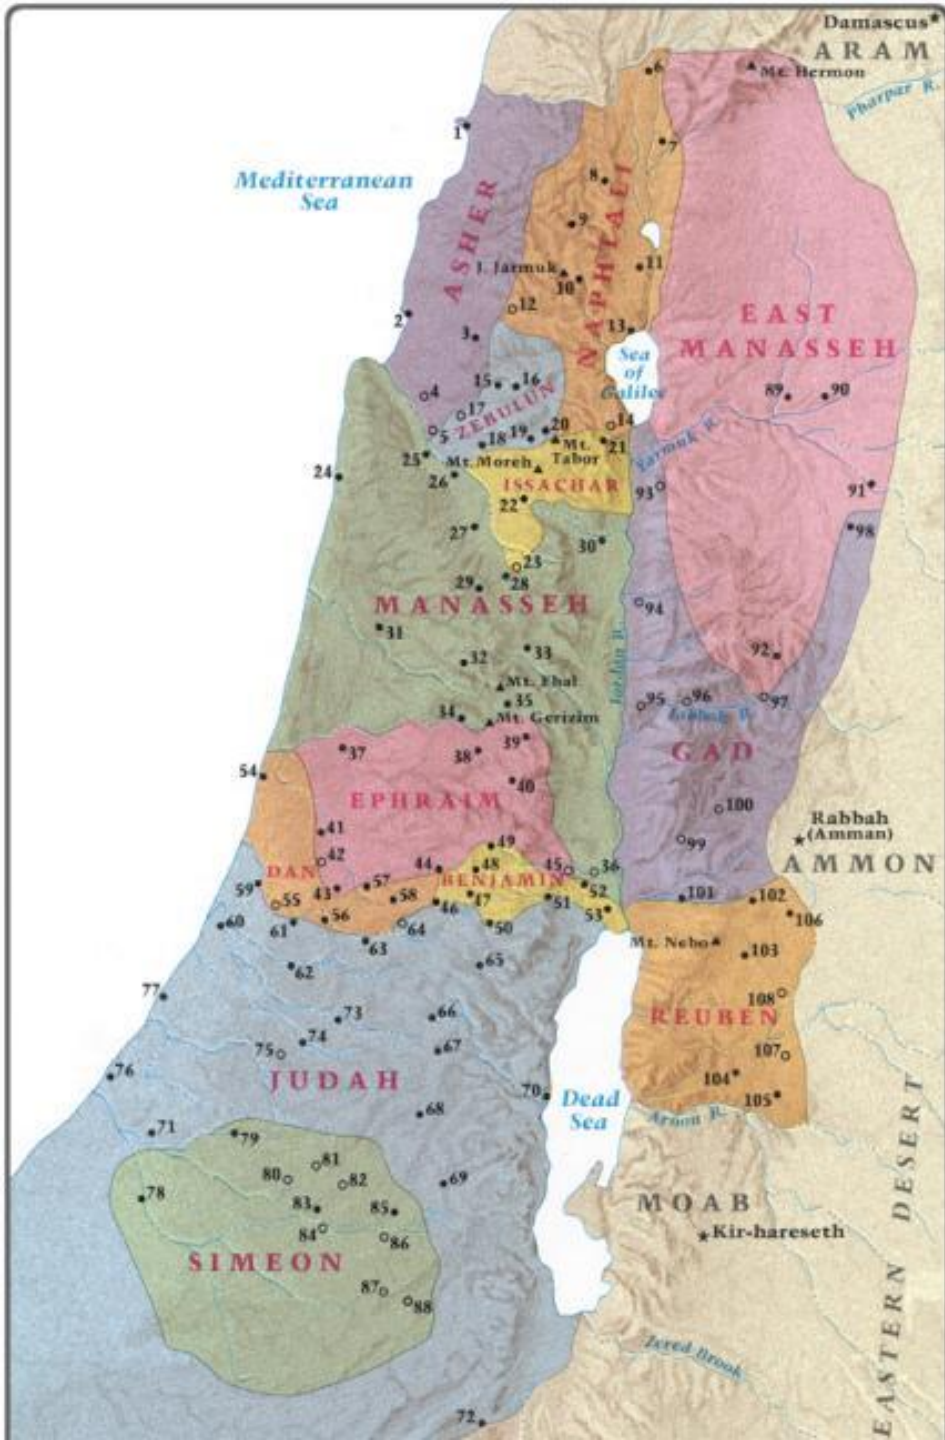 Damascus
ARAM
6
Mt. Hermon
Pharpar R.
1
7
Mediterranean
Sea
8
ASHER
NAPHTALI
9
J. Jarmuk
11
10
12
2
EAST
MANASSEH
13
3
Sea
of
Galilee
15
16
89
90
4
17
ZEBULUN
14
5
18
19
20
21
Yarmuk R.
Mt.
Tabor
25
Mt. Moreh
24
26
ISSACHAR
93
91
22
27
30
98
23
28
29
MANASSEH
94
31
Jordan R.
32
33
92
Mt. Ebal
95
96
97
35
34
Mt. Gerizim
Jabbok R.
37
38
39
GAD
54
40
EPHRAIM
100
Rabbah
(Amman)
41
99
49
42
AMMON
44
48
45
36
DAN
BENJAMIN
57
59
43
52
101
102
55
58
47
51
46
53
56
106
60
61
64
50
Mt. Nebo
63
103
65
62
77
108
73
66
REUBEN
74
75
67
107
76
JUDAH
104
70
Dead
Sea
105
68
Arnon R.
71
79
81
80
82
69
78
83
85
MOAB
84
Kir-hareseth
86
SIMEON
87
88
Zered Brook
EASTERN DESERT
72